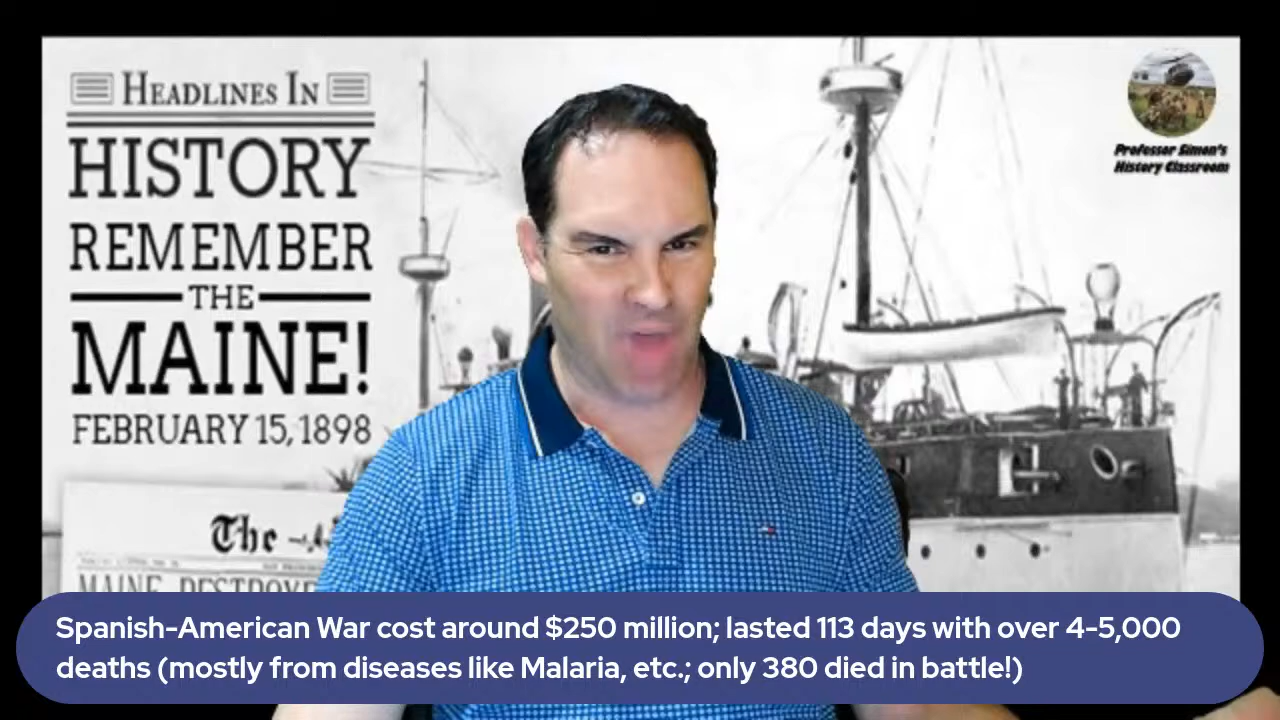 HEADLINES IN
HISTORY
REMEMBER
THE
MAINE!
FEBRUARY 15, 1898
Professor Simon's
History Classroom
The
MAINE DESTROYE
Spanish-American War cost around $250 million; lasted 113 days with over 4-5,000
deaths (mostly from diseases like Malaria, etc.; only 380 died in battle!)